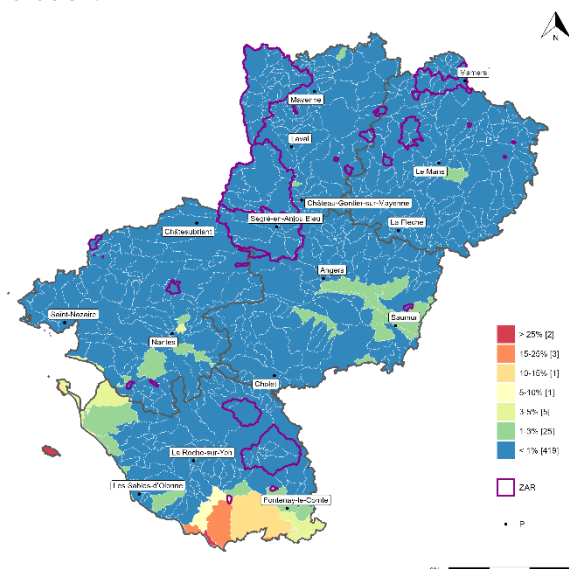 N
Mamers
Mayenne
Laval
Le Mans
Château-Gontier-sur-Mayenne
Segré-en-Anjou Bleu
La Flèche
Châteaubriant
Angers
Saint-Nazaire
Saumur
Nantes
Cholet
La Roche-sur-Yon
Les Sables-d'Olonne
Fontenay-le-Comte
> 25% [2]
15-25% [3]
10-15% [1]
5-10% [1]
3-5% [5]
1-3% [25]
< 1% [419]
ZAR
P